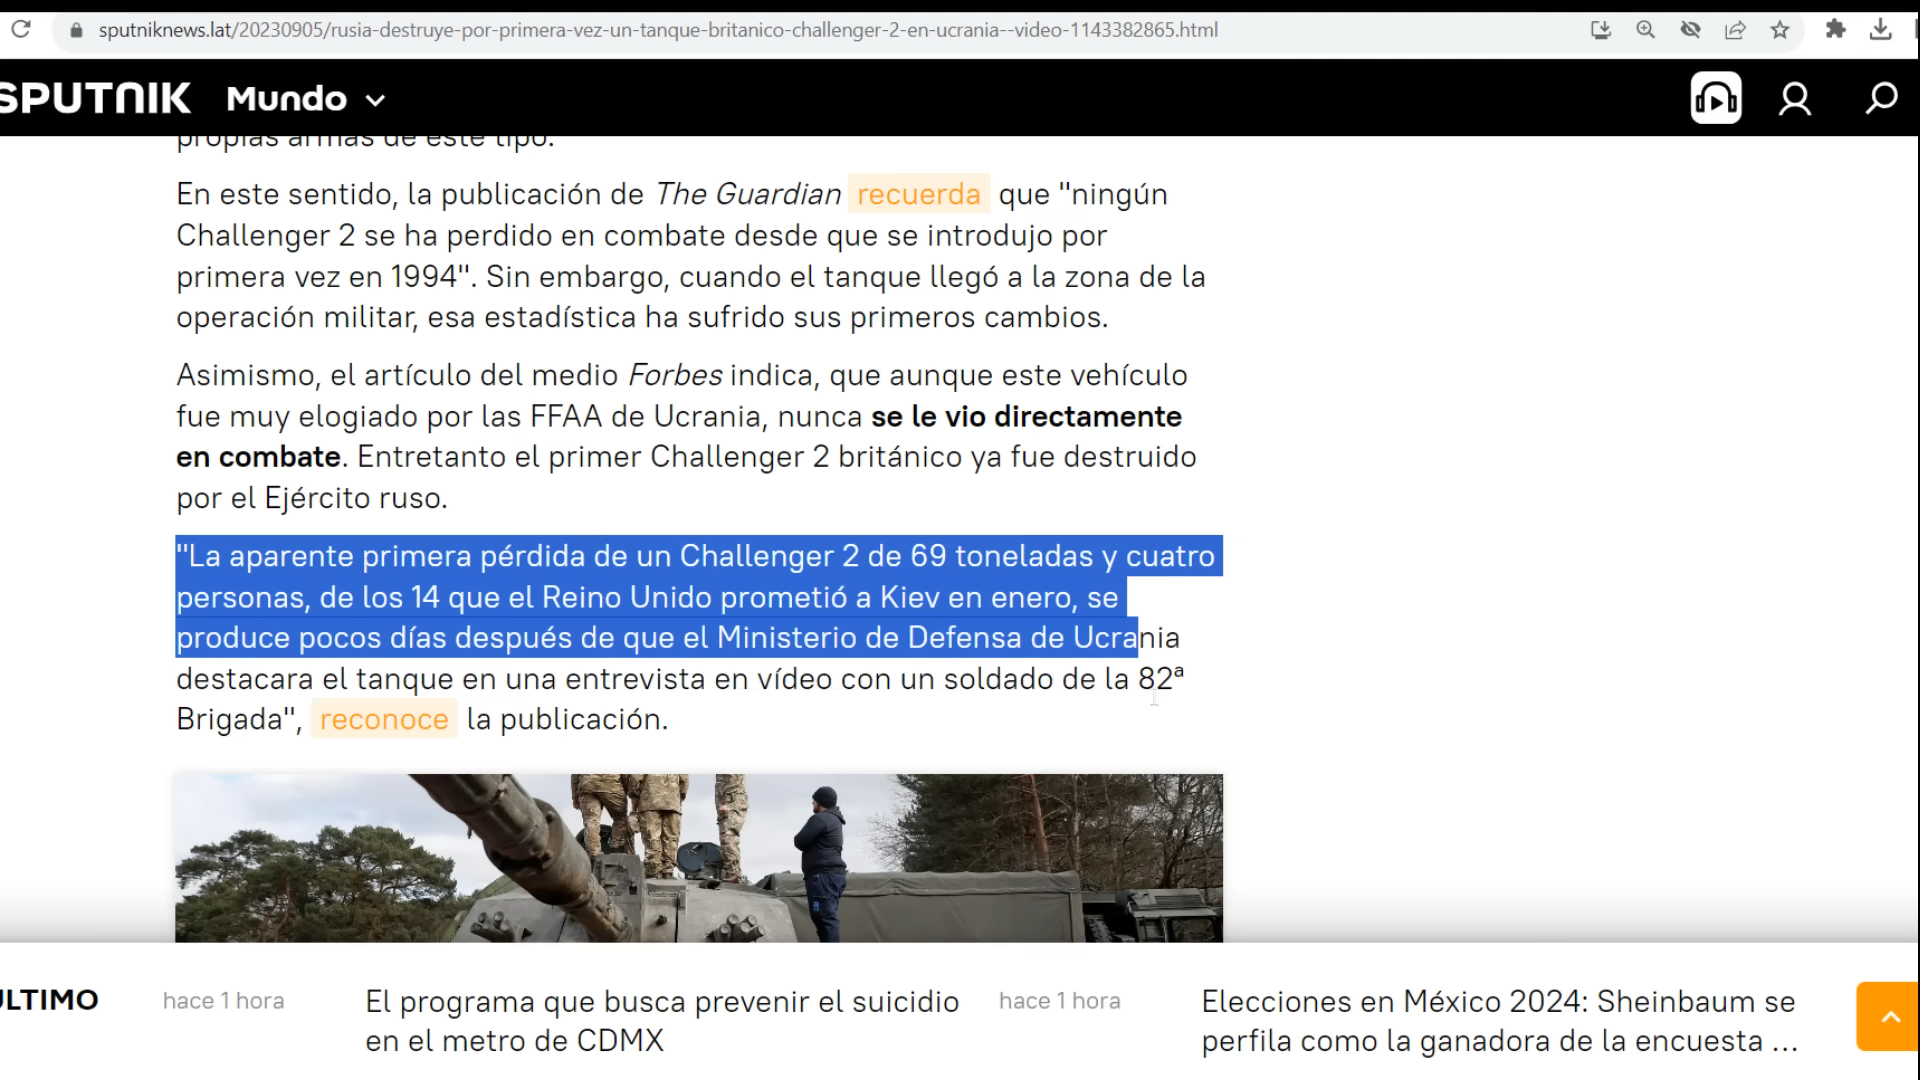 sputniknews.lat/20230905/rusia-destruye-por-primera-vez-un-tanque-britanico-challenger-2-en-ucrania--video-1143382865.html
SPUTNIK Mundo
propias armas de este tipo.
En este sentido, la publicación de The Guardian recuerda que "ningún
Challenger 2 se ha perdido en combate desde que se introdujo por
primera vez en 1994". Sin embargo, cuando el tanque llegó a la zona de la
operación militar, esa estadística ha sufrido sus primeros cambios.
Asimismo, el artículo del medio Forbes indica, que aunque este vehículo
fue muy elogiado por las FFAA de Ucrania, nunca se le vio directamente
en combate. Entretanto el primer Challenger 2 británico ya fue destruido
por el Ejército ruso.
"La aparente primera pérdida de un Challenger 2 de 69 toneladas y cuatro
personas, de los 14 que el Reino Unido prometió a Kiev en enero, se
produce pocos días después de que el Ministerio de Defensa de Ucrania
destacara el tanque en una entrevista en vídeo con un soldado de la 82ª
Brigada", reconoce la publicación.
ÚLTIMO
hace 1 hora
El programa que busca prevenir el suicidio
en el metro de CDMX
hace 1 hora
Elecciones en México 2024: Sheinbaum se
perfila como la ganadora de la encuesta ...